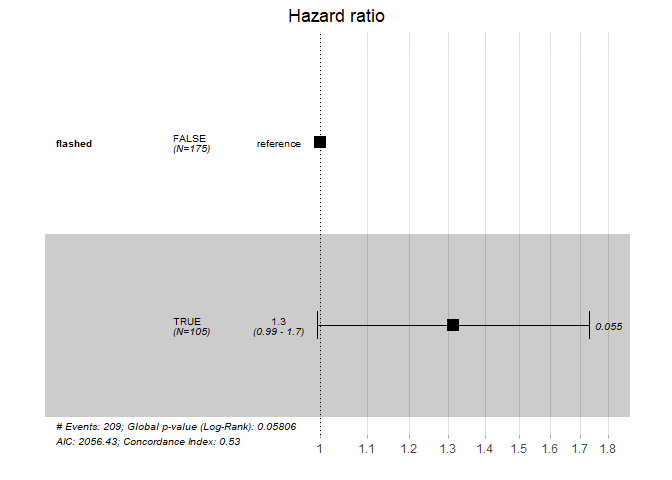 Hazard ratio
flashed
FALSE
(N=175)
reference
TRUE
(N=105)
1.3
(0.99 - 1.7)
0.055
# Events: 209; Global p-value (Log-Rank): 0.05806
AIC: 2056.43; Concordance Index: 0.53
1 1.1 1.2 1.3 1.4 1.5 1.6 1.7 1.8